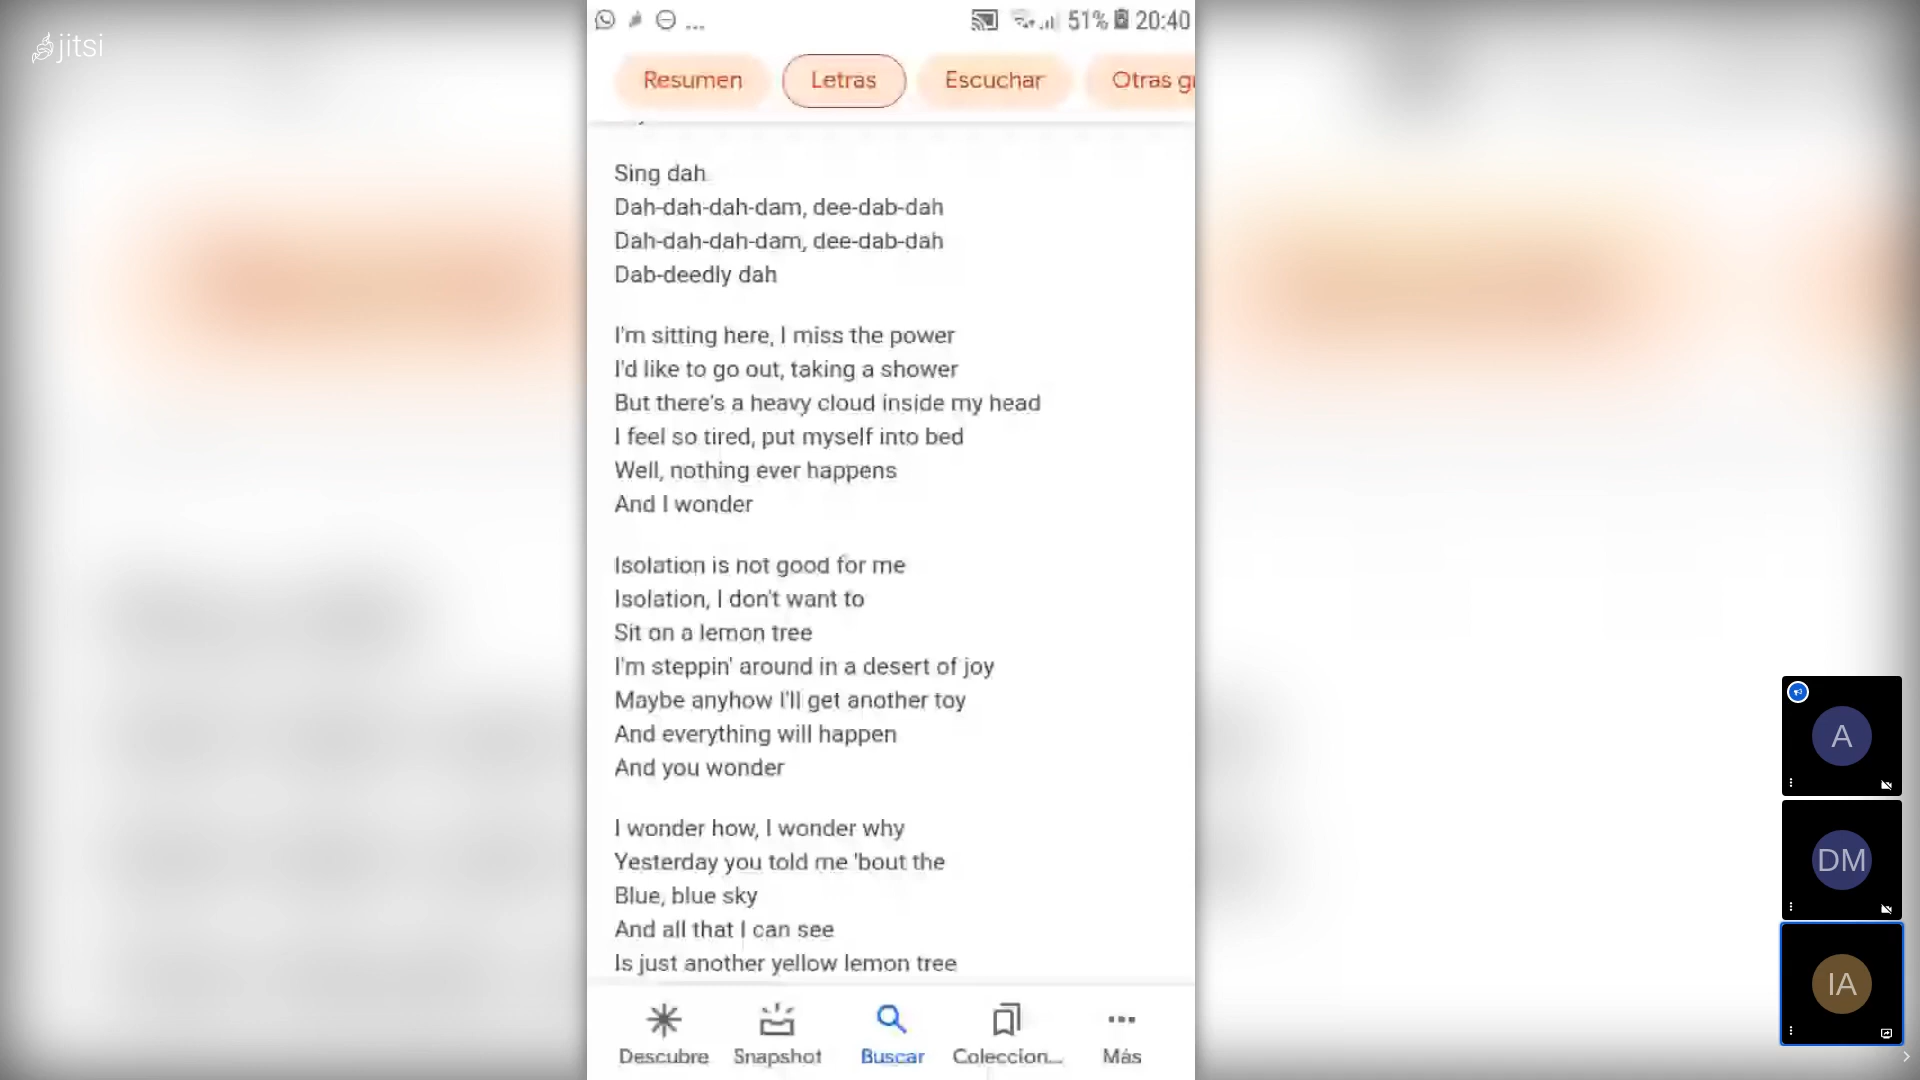 jitsi
... 51% 20:40
Resumen Letras Escuchar Otras
Sing dah
Dah-dah-dah-dam, dee-dab-dah
Dah-dah-dah-dam, dee-dab-dah
Dab-deedly dah
I'm sitting here, I miss the power
I'd like to go out, taking a shower
But there's a heavy cloud inside my head
I feel so tired, put myself into bed
Well, nothing ever happens
And I wonder
Isolation is not good for me
Isolation, I don't want to
Sit on a lemon tree
I'm steppin' around in a desert of joy
Maybe anyhow I'll get another toy
And everything will happen
And you wonder
I wonder how, I wonder why
Yesterday you told me 'bout the
Blue, blue sky
And all that I can see
Is just another yellow lemon tree
Descubre Snapshot Buscar Coleccion... Más
A
DM
IA